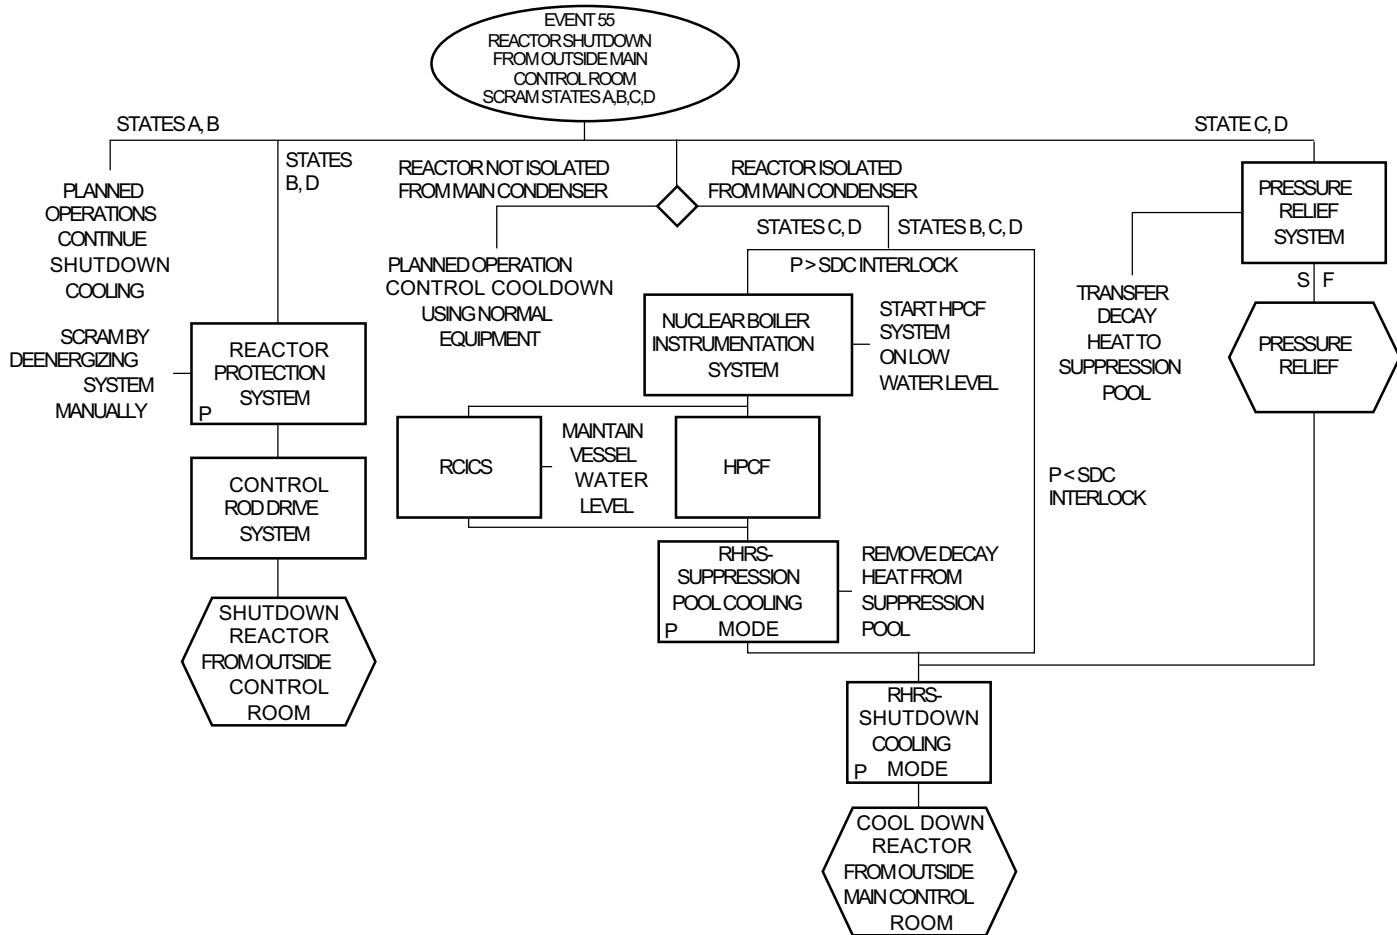 EVENT 55
REACTOR SHUTDOWN
FROM OUTSIDE MAIN
CONTROL ROOM
SCRAM STATES A,B,C,D
STATES A, B
STATE C, D
STATES
B, D
REACTOR NOT ISOLATED
FROM MAIN CONDENSER
REACTOR ISOLATED
FROM MAIN CONDENSER
PLANNED
OPERATIONS
CONTINUE
SHUTDOWN
COOLING
PRESSURE
RELIEF
SYSTEM
S F
STATES C, D
STATES B, C, D
P > SDC INTERLOCK
PLANNED OPERATION
CONTROL COOLDOWN
USING NORMAL
EQUIPMENT
NUCLEAR BOILER
INSTRUMENTATION
SYSTEM
START HPCF
SYSTEM
ON LOW
WATER LEVEL
TRANSFER
DECAY
HEAT TO
SUPPRESSION
POOL
PRESSURE
RELIEF
SCRAM BY
DEENERGIZING
SYSTEM
MANUALLY
REACTOR
PROTECTION
SYSTEM
P
RCICS
MAINTAIN
VESSEL
WATER
LEVEL
HPCF
P < SDC
INTERLOCK
CONTROL
ROD DRIVE
SYSTEM
RHRS-
SUPPRESSION
POOL COOLING
P MODE
REMOVE DECAY
HEAT FROM
SUPPRESSION
POOL
SHUTDOWN
REACTOR
FROM OUTSIDE
CONTROL
ROOM
RHRS-
SHUTDOWN
COOLING
P MODE
COOL DOWN
REACTOR
FROM OUTSIDE
MAIN CONTROL
ROOM